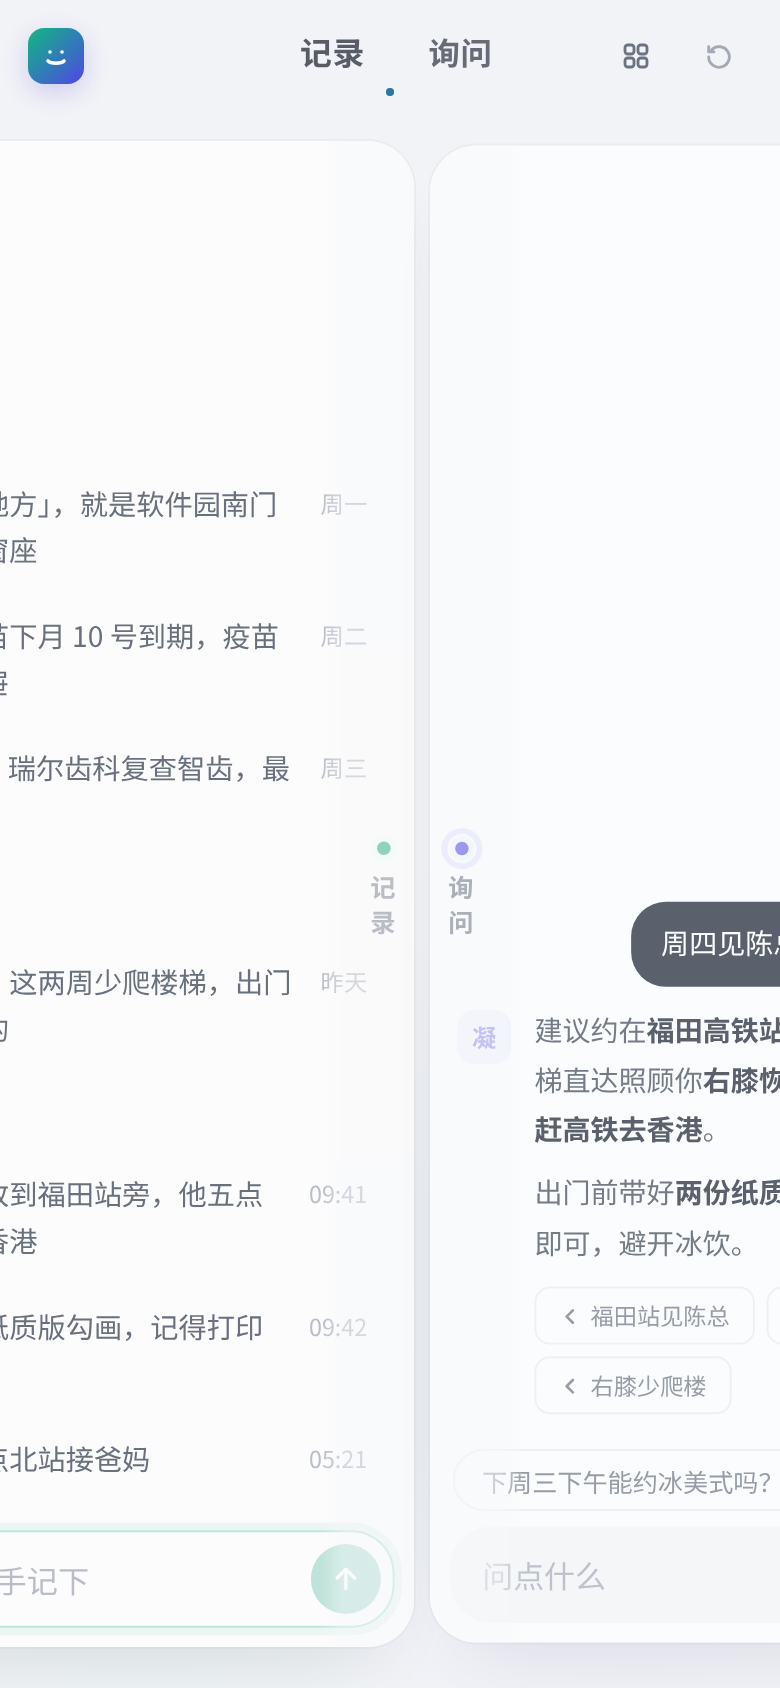 记录
询问
地方」，就是软件园南门
周一
窗座
苗下月 10 号到期，疫苗
周二
瑞尔齿科复查智齿，最
周三
记录
询问
这两周少爬楼梯，出门
昨天
的
周四见陈总
凝
建议约在福田高铁站
梯直达照顾你右膝恢
赶高铁去香港。
出门前带好两份纸质
即可，避开冰饮。
到福田站旁，他五点
09:41
香港
福田站见陈总
纸质版勾画，记得打印
09:42
右膝少爬楼
点北站接爸妈
05:21
下周三下午能约冰美式吗？
手记下
问点什么